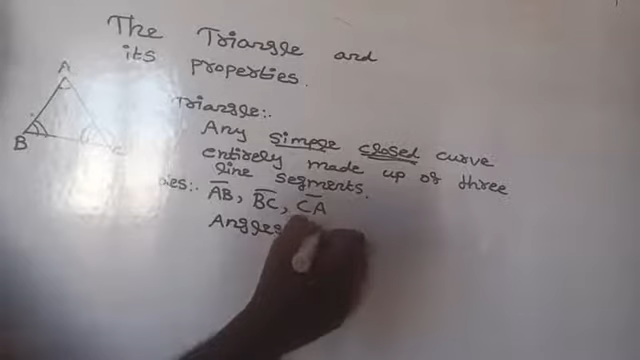 The Triangle and
its properties.
A
B
C
Triangle:-
Any simple closed curve
entirely made up of three
line segments.
AB, BC, CA
Angles